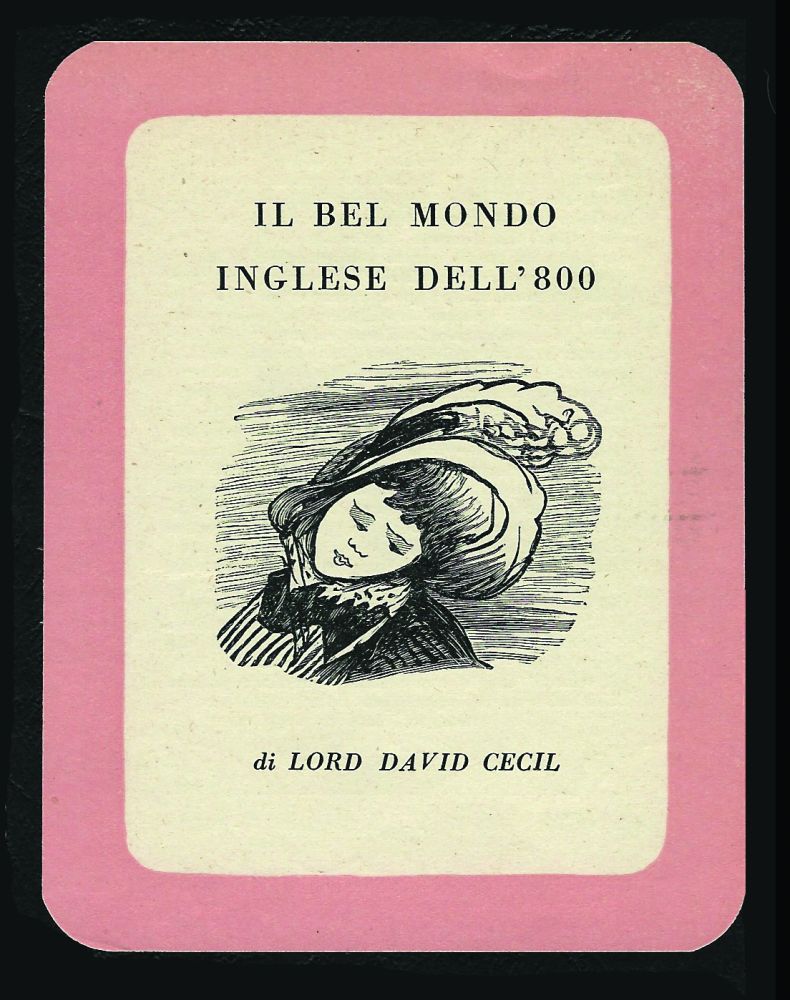 IL BEL MONDO
INGLESE DELL'800
di LORD DAVID CECIL